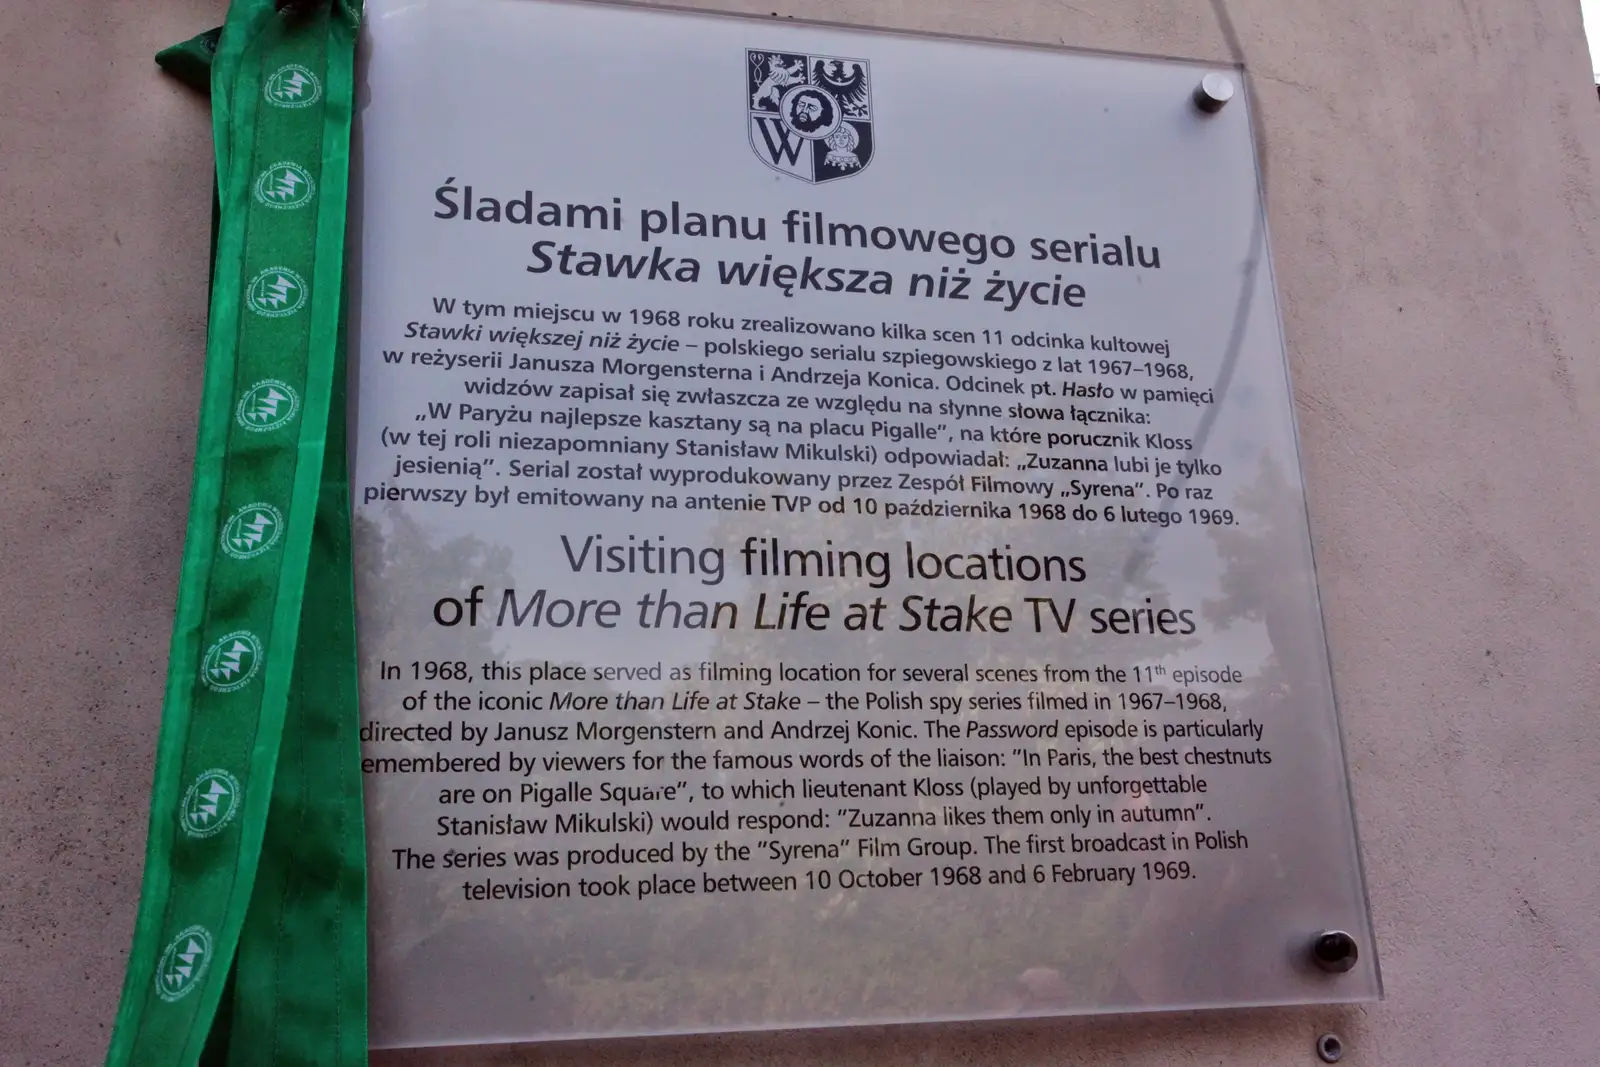 W
Śladami planu filmowego serialu
Stawka większa niż życie
W tym miejscu w 1968 roku zrealizowano kilka scen 11 odcinka kultowej
Stawki większej niż życie – polskiego serialu szpiegowskiego z lat 1967–1968,
w reżyserii Janusza Morgensterna i Andrzeja Konica. Odcinek pt. Hasło w pamięci
widzów zapisał się zwłaszcza ze względu na słynne słowa łącznika:
„W Paryżu najlepsze kasztany są na placu Pigalle”, na które porucznik Kloss
(w tej roli niezapomniany Stanisław Mikulski) odpowiadał: „Zuzanna lubi je tylko
jesienią”. Serial został wyprodukowany przez Zespół Filmowy „Syrena”. Po raz
pierwszy był emitowany na antenie TVP od 10 października 1968 do 6 lutego 1969.
Visiting filming locations
of More than Life at Stake TV series
In 1968, this place served as filming location for several scenes from the 11th episode
of the iconic More than Life at Stake – the Polish spy series filmed in 1967–1968,
directed by Janusz Morgenstern and Andrzej Konic. The Password episode is particularly
emembered by viewers for the famous words of the liaison: "In Paris, the best chestnuts
are on Pigalle Square", to which lieutenant Kloss (played by unforgettable
Stanisław Mikulski) would respond: "Zuzanna likes them only in autumn".
The series was produced by the "Syrena" Film Group. The first broadcast in Polish
television took place between 10 October 1968 and 6 February 1969.